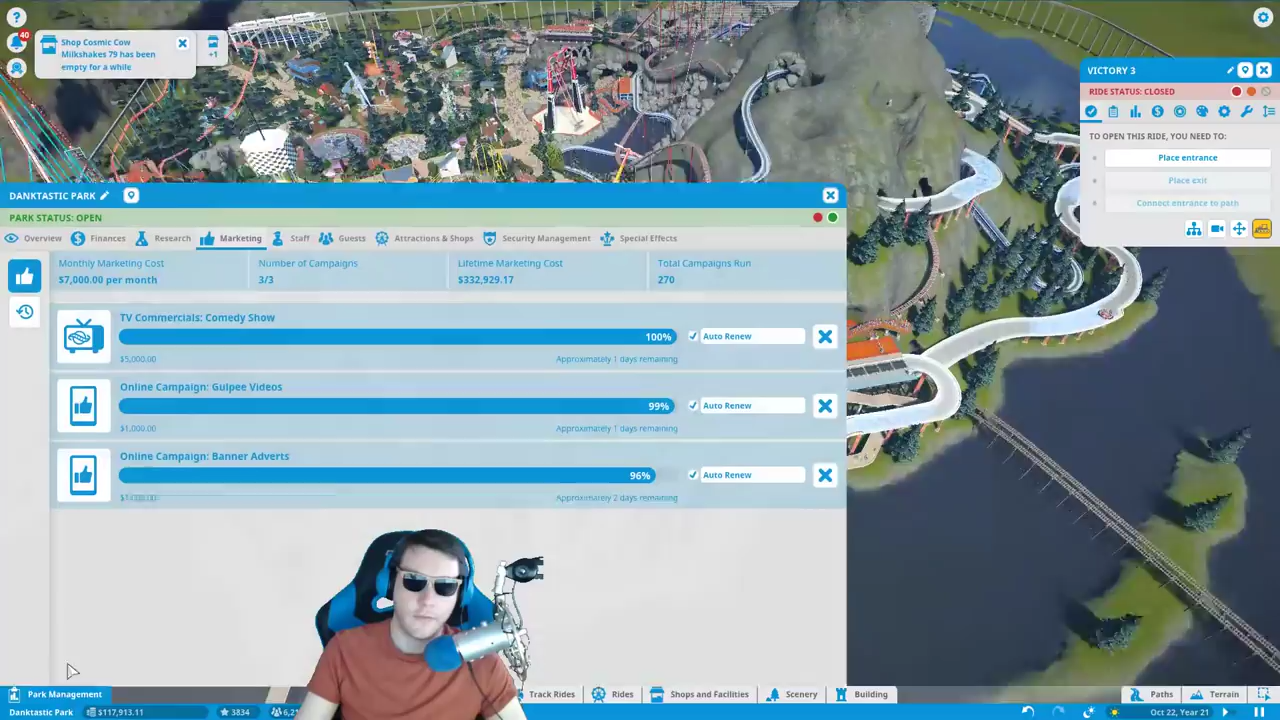 ?
40
Shop Cosmic Cow
Milkshakes 79 has been
empty for a while
+1
VICTORY 3
RIDE STATUS: CLOSED
TO OPEN THIS RIDE, YOU NEED TO:
Place entrance
Place exit
Connect entrance to path
DANKTASTIC PARK
PARK STATUS: OPEN
Overview Finances Research Marketing Staff Guests Attractions & Shops Security Management Special Effects
Monthly Marketing Cost Number of Campaigns Lifetime Marketing Cost Total Campaigns Run
$7,000.00 per month 3/3 $332,929.17 270
TV Commercials: Comedy Show
100% Auto Renew
$5,000.00 Approximately 1 days remaining
Online Campaign: Gulpee Videos
99% Auto Renew
$1,000.00 Approximately 1 days remaining
Online Campaign: Banner Adverts
96% Auto Renew
Approximately 2 days remaining
Park Management Track Rides Rides Shops and Facilities Scenery Building Paths Terrain
Danktastic Park $117,913.11 3834 Oct 22, Year 21